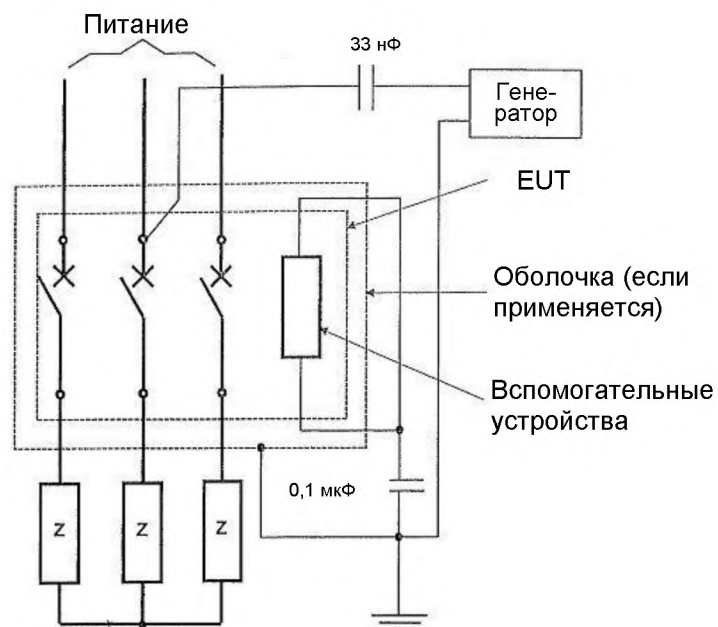 Питание
33 нФ
Гене-
ратор
EUT
Оболочка (если
применяется)
Вспомогательные
устройства
0,1 мкФ
Z
Z
Z